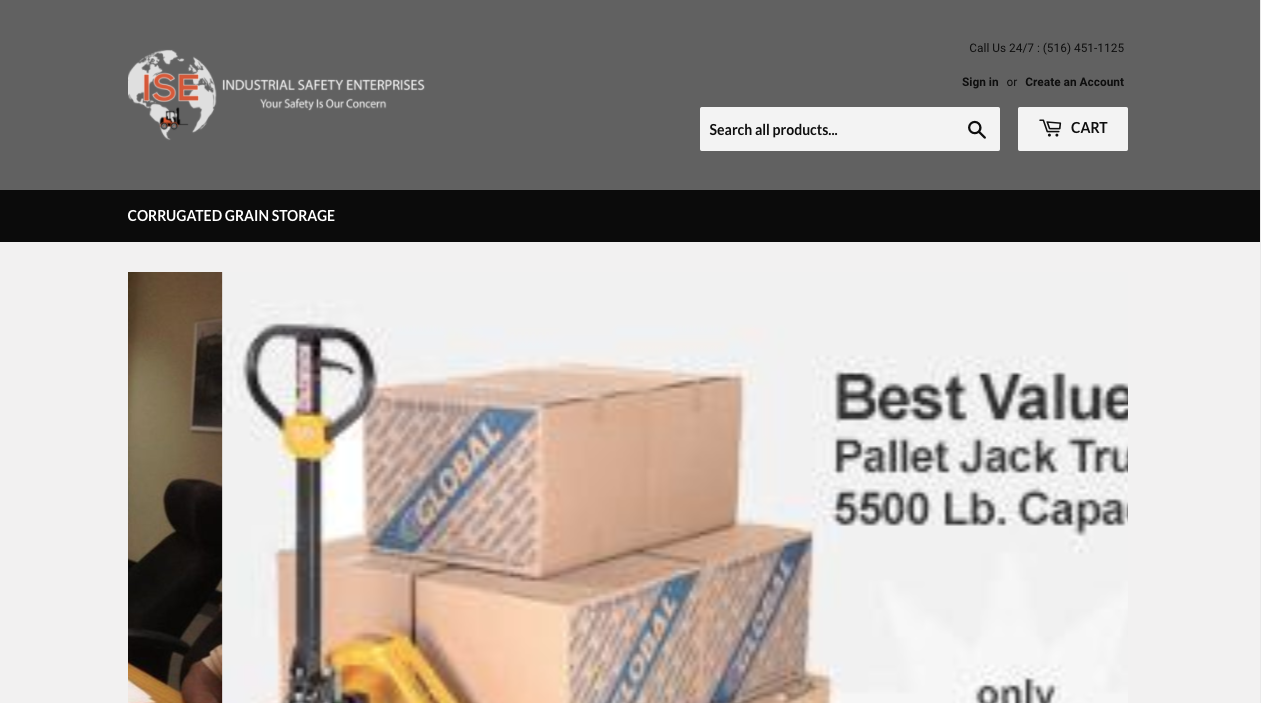 Call Us 24/7 : (516) 451-1125
ISE
INDUSTRIAL SAFETY ENTERPRISES
Your Safety Is Our Concern
Sign in or Create an Account
Search all products...
CART
CORRUGATED GRAIN STORAGE
Best Value
Pallet Jack Tru
5500 Lb. Capa
GLOBAL
GLOBAL
GLOBAL
only